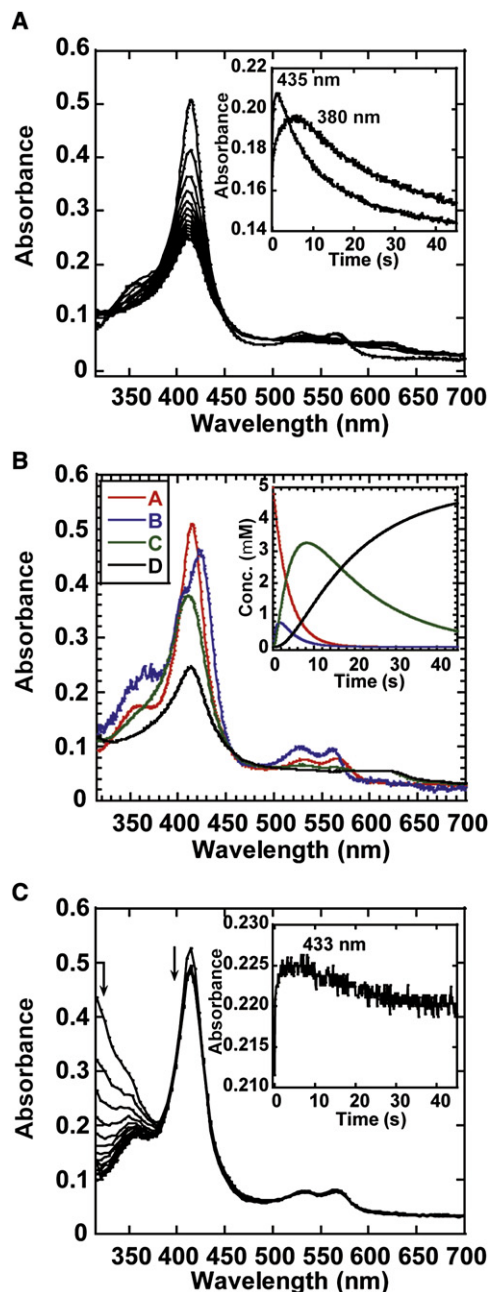 A
0.6
0.5
0.4
0.3
0.2
0.1
0
Absorbance
350 400 450 500 550 600 650 700
Wavelength (nm)
0.22
0.20
0.18
0.16
0.14
Absorbance
435 nm
380 nm
0 10 20 30 40
Time (s)
B
0.6
0.5
0.4
0.3
0.2
0.1
0
Absorbance
350 400 450 500 550 600 650 700
Wavelength (nm)
A
B
C
D
5
4
3
2
1
0
Conc. (mM)
0 10 20 30 40
Time (s)
C
0.6
0.5
0.4
0.3
0.2
0.1
0
Absorbance
350 400 450 500 550 600 650 700
Wavelength (nm)
0.230
0.225
0.220
0.215
0.210
Absorbance
433 nm
0 10 20 30 40
Time (s)